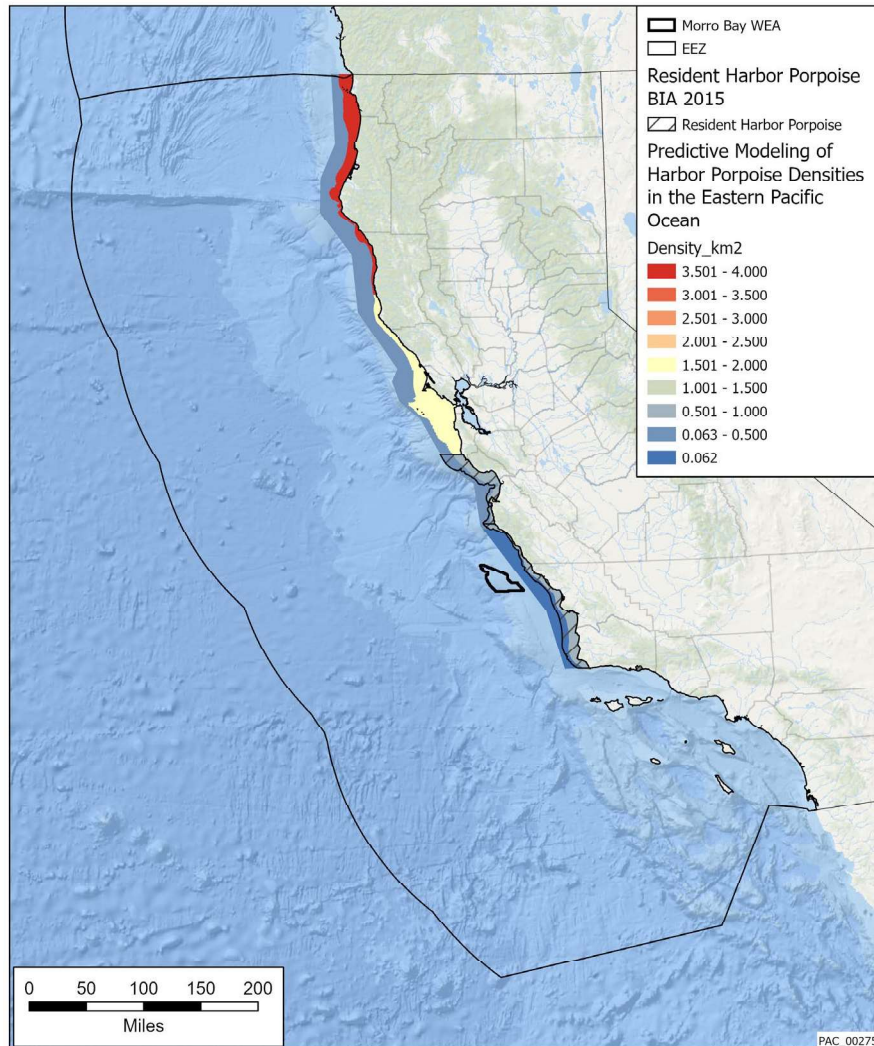 Morro Bay WEA
EEZ
Resident Harbor Porpoise
BIA 2015
Resident Harbor Porpoise
Predictive Modeling of
Harbor Porpoise Densities
in the Eastern Pacific
Ocean
Density_km2
3.501 - 4.000
3.001 - 3.500
2.501 - 3.000
2.001 - 2.500
1.501 - 2.000
1.001 - 1.500
0.501 - 1.000
0.063 - 0.500
0.062
0 50 100 150 200
Miles
PAC_00275